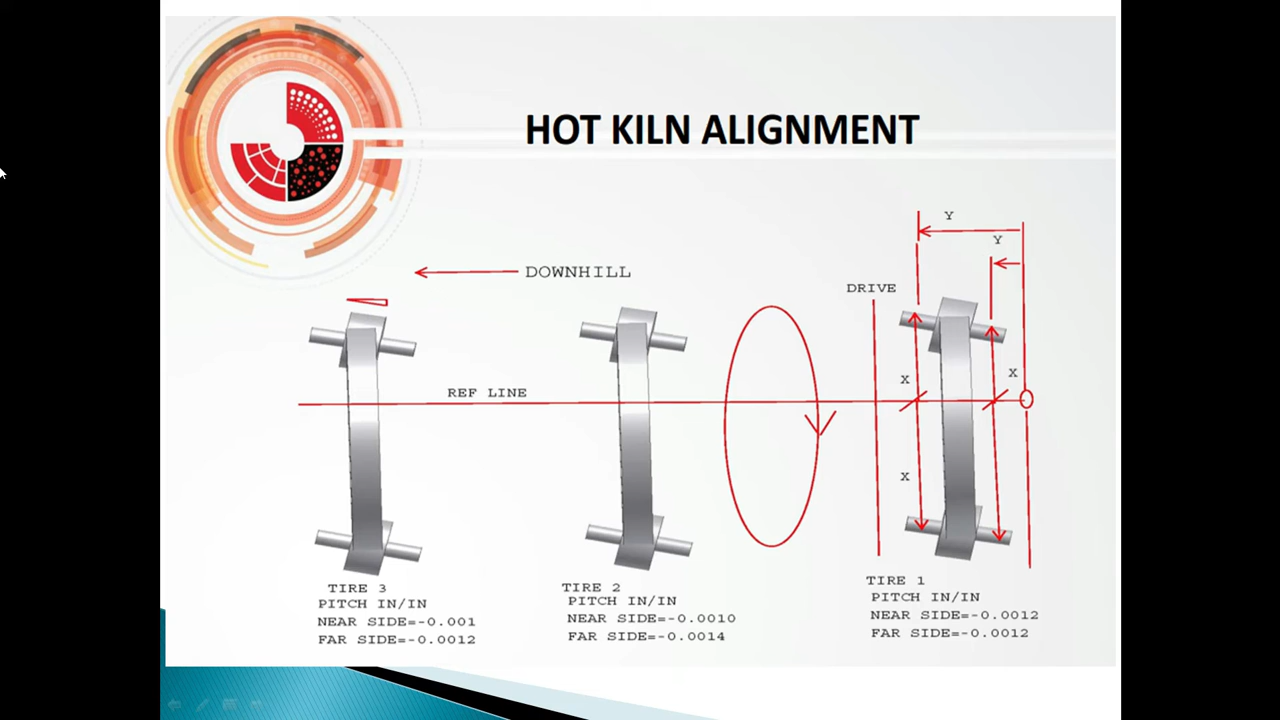 HOT KILN ALIGNMENT
Y
Y
DOWNHILL
DRIVE
X
X
REF LINE
X
TIRE 3
PITCH IN/IN
NEAR SIDE=-0.001
FAR SIDE=-0.0012
TIRE 2
PITCH IN/IN
NEAR SIDE=-0.0010
FAR SIDE=-0.0014
TIRE 1
PITCH IN/IN
NEAR SIDE=-0.0012
FAR SIDE=-0.0012